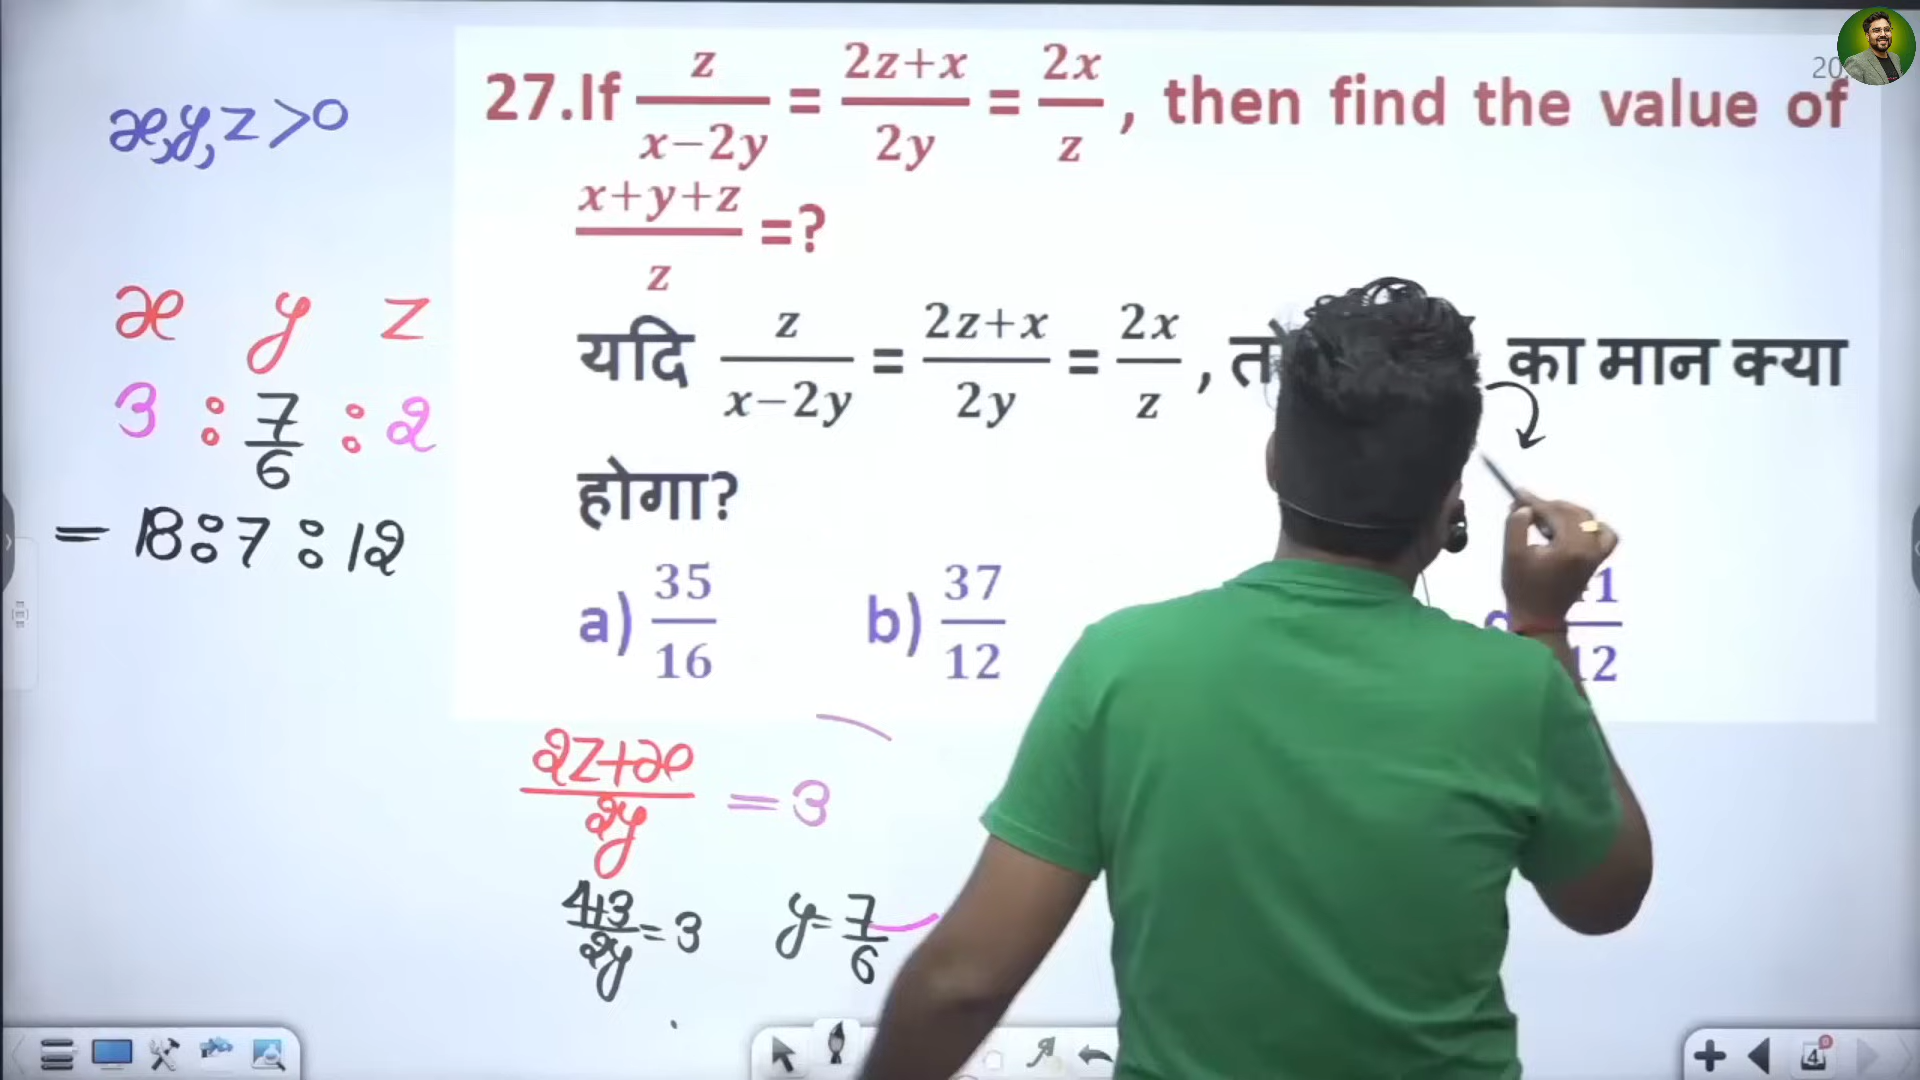 x, y, z > 0
27.If z/(x−2y) = (2z+x)/2y = 2x/z , then find the value of
(x+y+z)/z =?
यदि z/(x−2y) = (2z+x)/2y = 2x/z , तो का मान क्या
होगा?
a) 35/16 b) 37/12 12
x y z
3 : 7/6 : 2
= 18 : 7 : 12
(2z+x)/2y = 3
(4+3)/2y = 3 y = 7/6
4